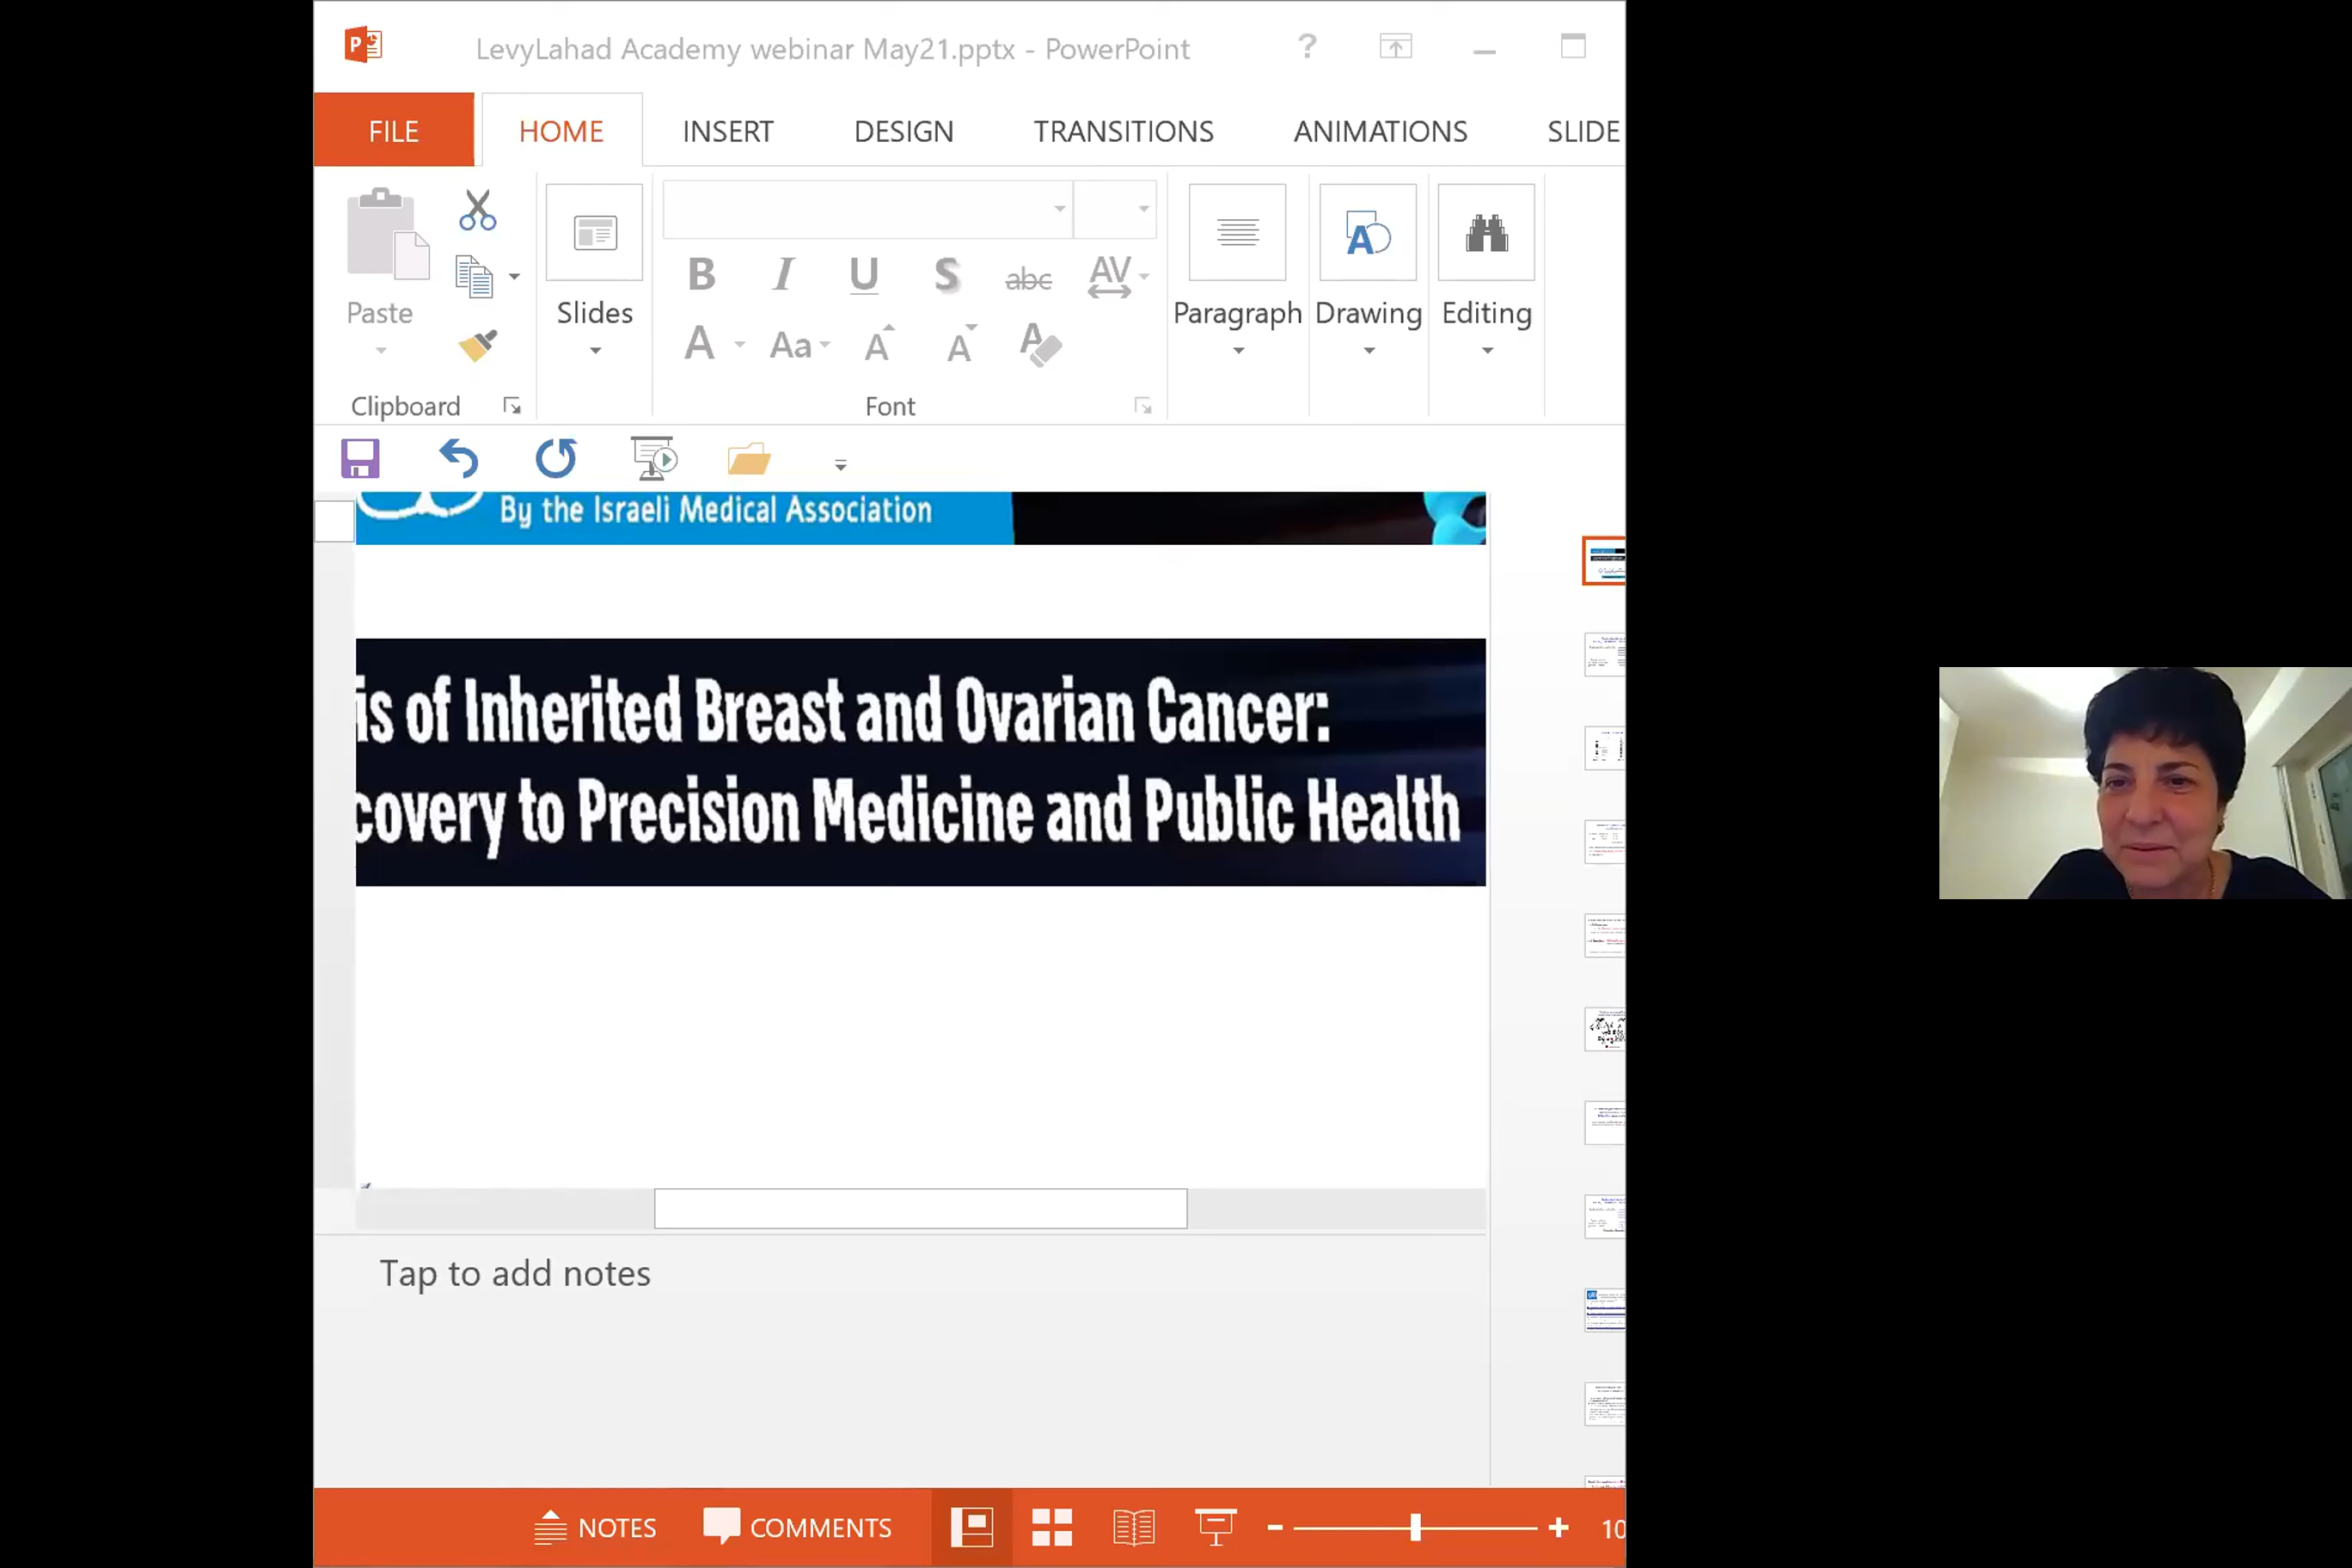 LevyLahad Academy webinar May21.pptx - PowerPoint
FILE HOME INSERT DESIGN TRANSITIONS ANIMATIONS SLIDE
Paste
Slides
B I U S abc AV
A Aa A A A
Paragraph Drawing Editing
Clipboard
Font
By the Israeli Medical Association
is of Inherited Breast and Ovarian Cancer:
covery to Precision Medicine and Public Health
Tap to add notes
NOTES COMMENTS 10